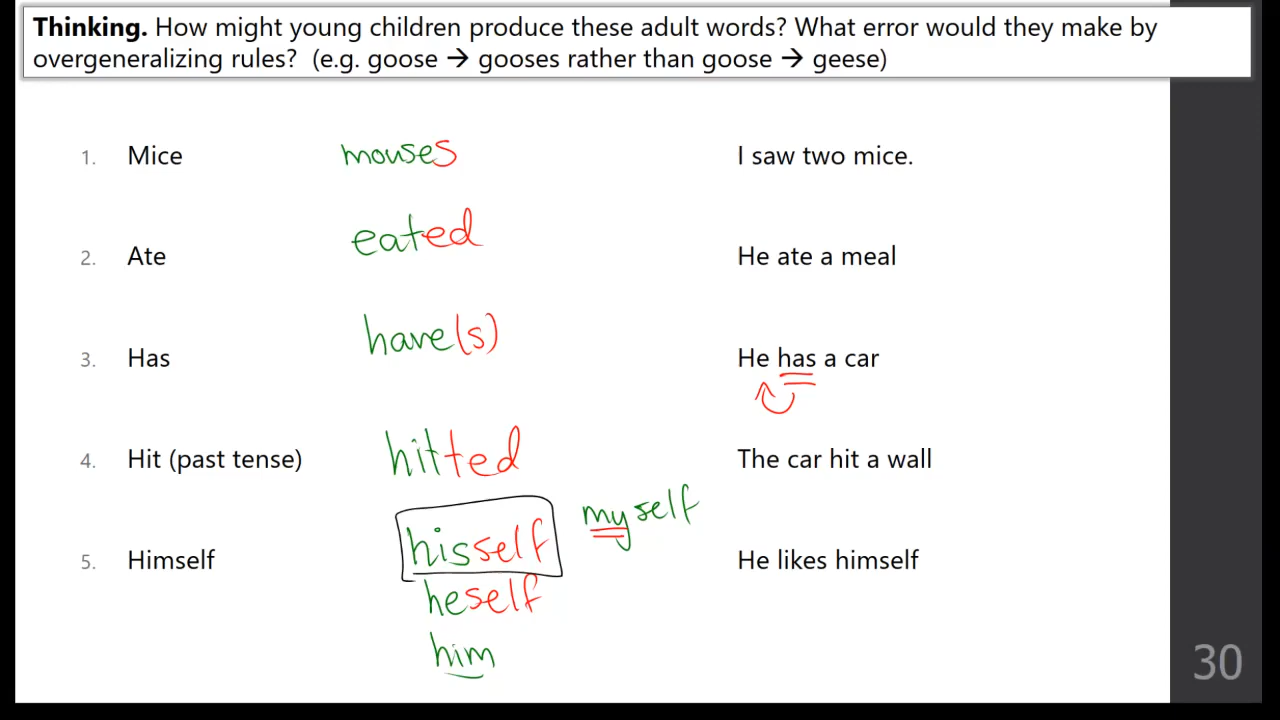 Thinking. How might young children produce these adult words? What error would they make by
overgeneralizing rules? (e.g. goose → gooses rather than goose → geese)
1. Mice mouses I saw two mice.
2. Ate eated He ate a meal
3. Has have(s) He has a car
4. Hit (past tense) hitted The car hit a wall
myself
5. Himself hisself He likes himself
heself
him
30